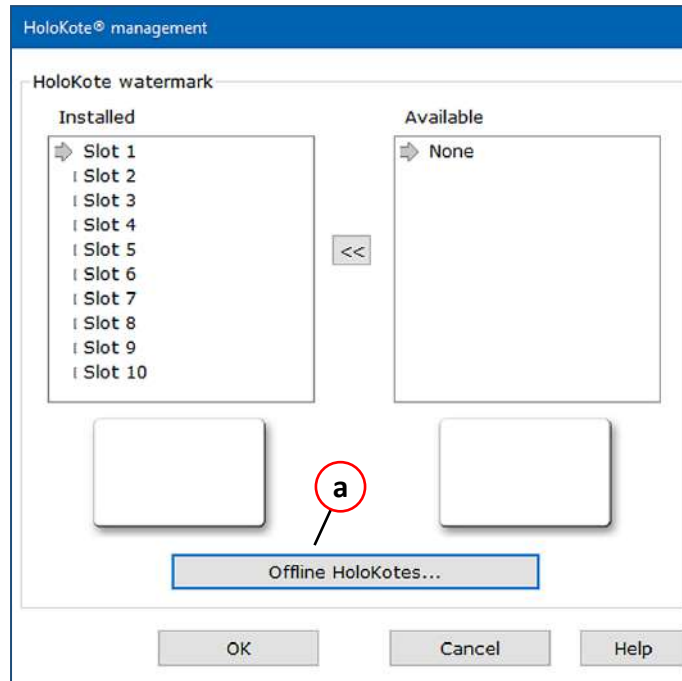 HoloKote® management
HoloKote watermark
Installed
Available
Slot 1
Slot 2
Slot 3
Slot 4
Slot 5
Slot 6
Slot 7
Slot 8
Slot 9
Slot 10
<<
None
a
Offline HoloKotes...
OK
Cancel
Help